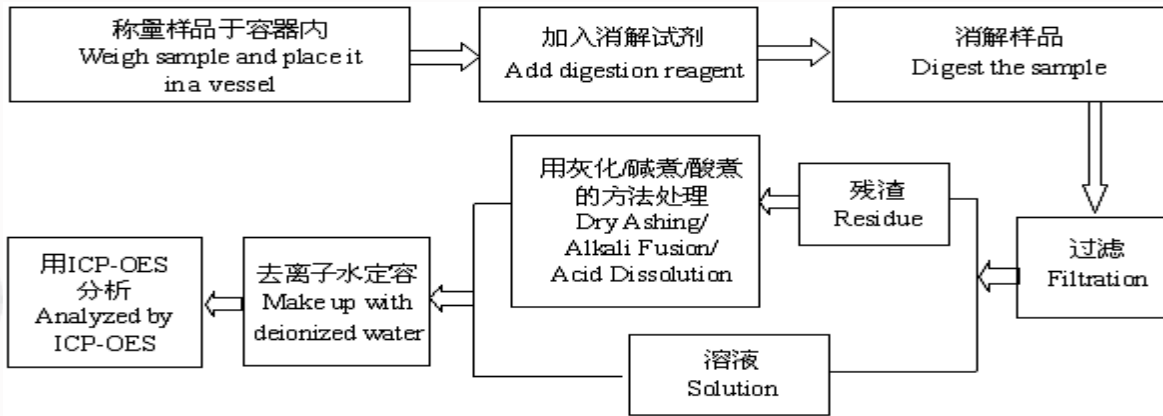 称量样品于容器内
Weigh sample and place it
in a vessel
加入消解试剂
Add digestion reagent
消解样品
Digest the sample
用灰化/碱煮/酸煮
的方法处理
Dry Ashing/
Alkali Fusion/
Acid Dissolution
残渣
Residue
过滤
Filtration
用ICP-OES
分析
Analyzed by
ICP-OES
去离子水定容
Make up with
deionized water
溶液
Solution